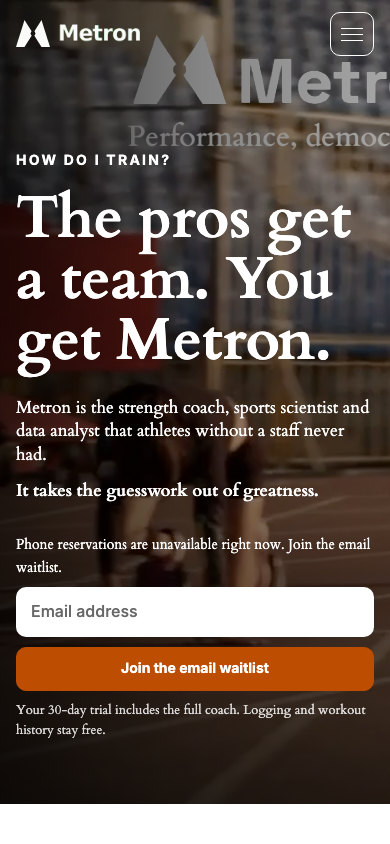 Metron
Performance,
HOW DO I TRAIN?
The pros get
a team. You
get Metron.
Metron is the strength coach, sports scientist and
data analyst that athletes without a staff never
had.
It takes the guesswork out of greatness.
Phone reservations are unavailable right now. Join the email
waitlist.
Email address
Join the email waitlist
Your 30-day trial includes the full coach. Logging and workout
history stay free.